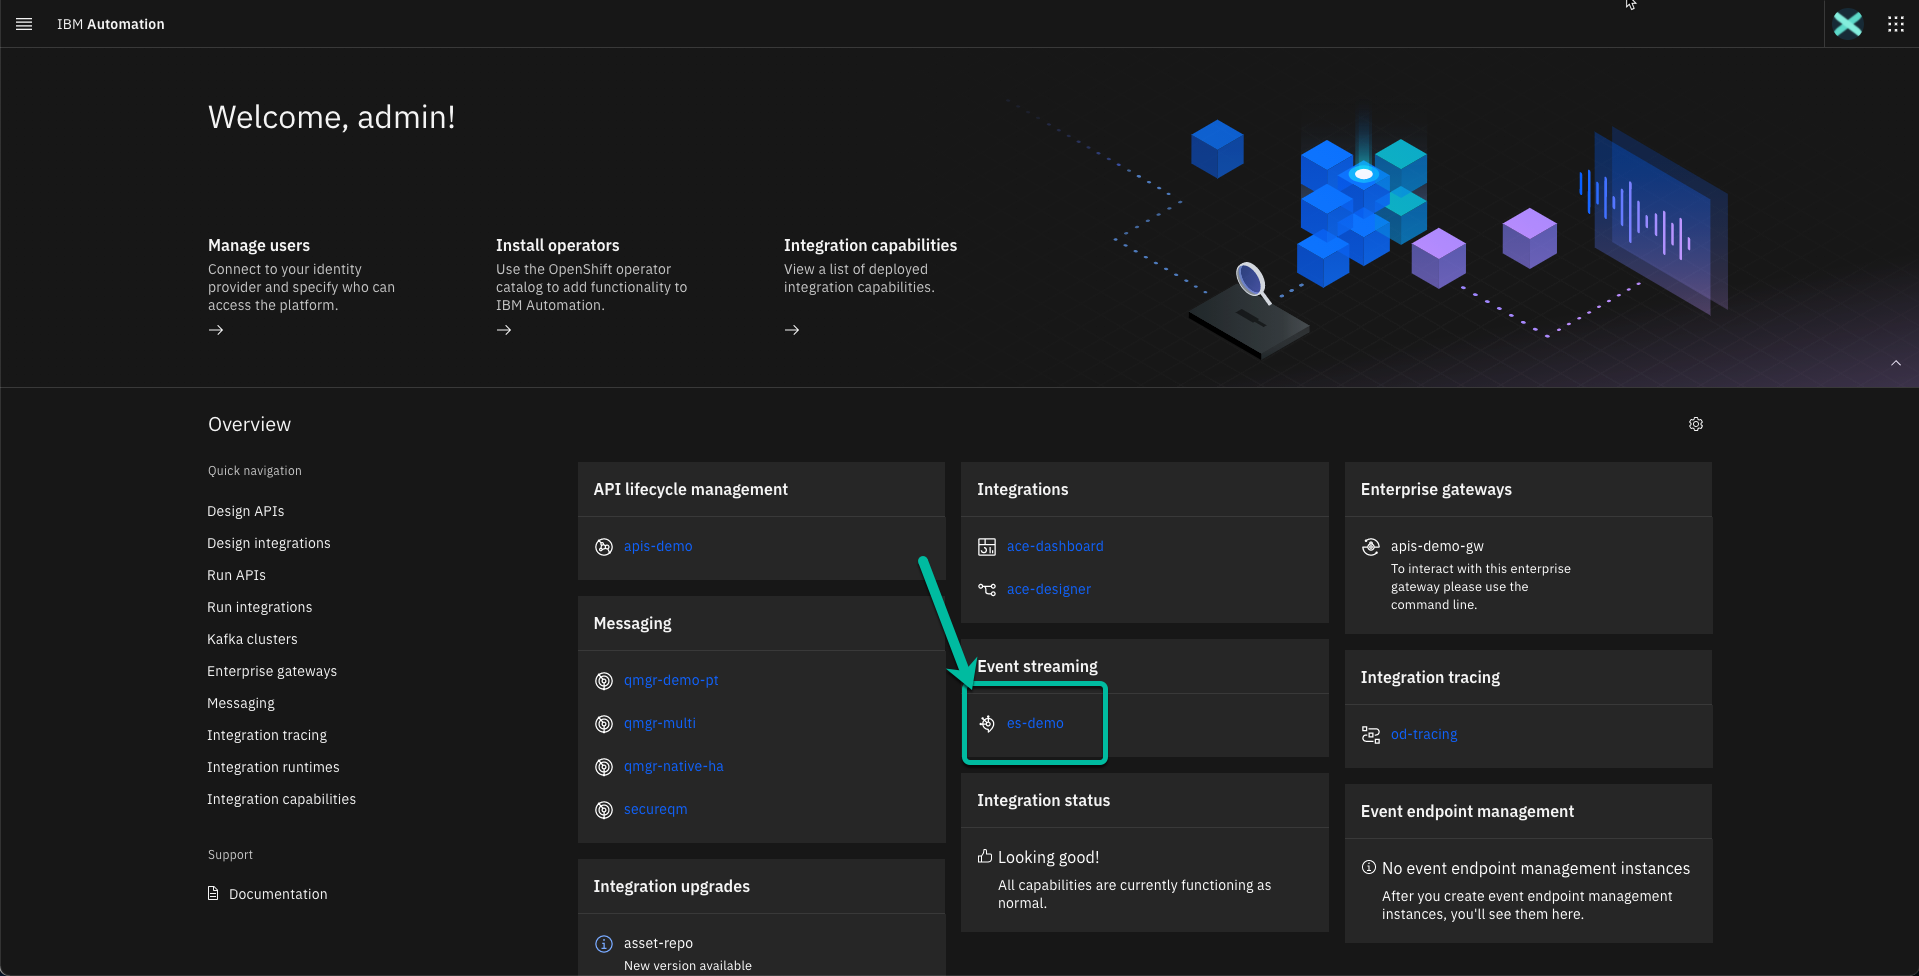 IBM Automation
Welcome, admin!
Manage users
Connect to your identity
provider and specify who can
access the platform.
Install operators
Use the OpenShift operator
catalog to add functionality to
IBM Automation.
Integration capabilities
View a list of deployed
integration capabilities.
Overview
Quick navigation
Design APIs
Design integrations
Run APIs
Run integrations
Kafka clusters
Enterprise gateways
Messaging
Integration tracing
Integration runtimes
Integration capabilities
Support
Documentation
API lifecycle management
apis-demo
Messaging
qmgr-demo-pt
qmgr-multi
qmgr-native-ha
secureqm
Integration upgrades
asset-repo
New version available
Integrations
ace-dashboard
ace-designer
Event streaming
es-demo
Integration status
Looking good!
All capabilities are currently functioning as
normal.
Enterprise gateways
apis-demo-gw
To interact with this enterprise
gateway please use the
command line.
Integration tracing
od-tracing
Event endpoint management
No event endpoint management instances
After you create event endpoint management
instances, you'll see them here.